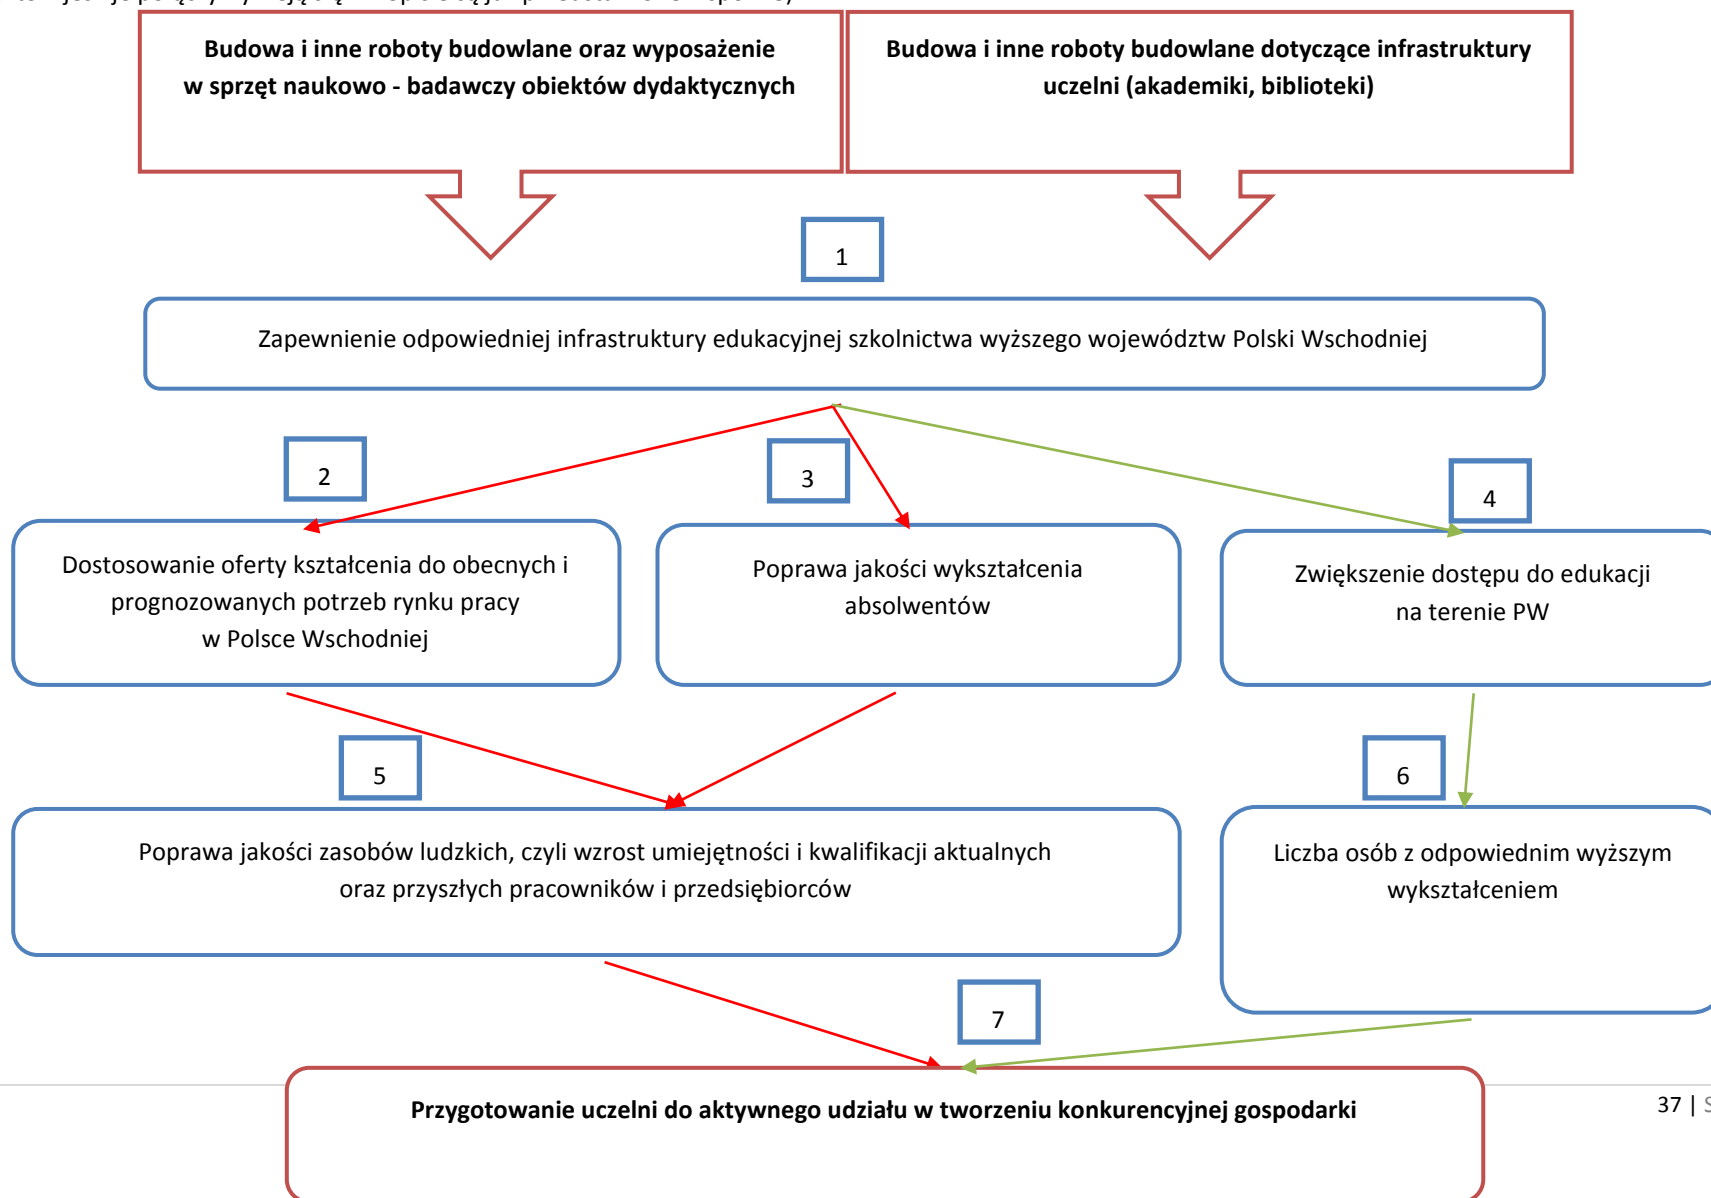 Budowa i inne roboty budowlane oraz wyposażenie
w sprzęt naukowo - badawczy obiektów dydaktycznych
Budowa i inne roboty budowlane dotyczące infrastruktury
uczelni (akademiki, biblioteki)
1
Zapewnienie odpowiedniej infrastruktury edukacyjnej szkolnictwa wyższego województw Polski Wschodniej
2
3
4
Dostosowanie oferty kształcenia do obecnych i
prognozowanych potrzeb rynku pracy
w Polsce Wschodniej
Poprawa jakości wykształcenia
absolwentów
Zwiększenie dostępu do edukacji
na terenie PW
5
6
Poprawa jakości zasobów ludzkich, czyli wzrost umiejętności i kwalifikacji aktualnych
oraz przyszłych pracowników i przedsiębiorców
Liczba osób z odpowiednim wyższym
wykształceniem
7
Przygotowanie uczelni do aktywnego udziału w tworzeniu konkurencyjnej gospodarki
37 | S